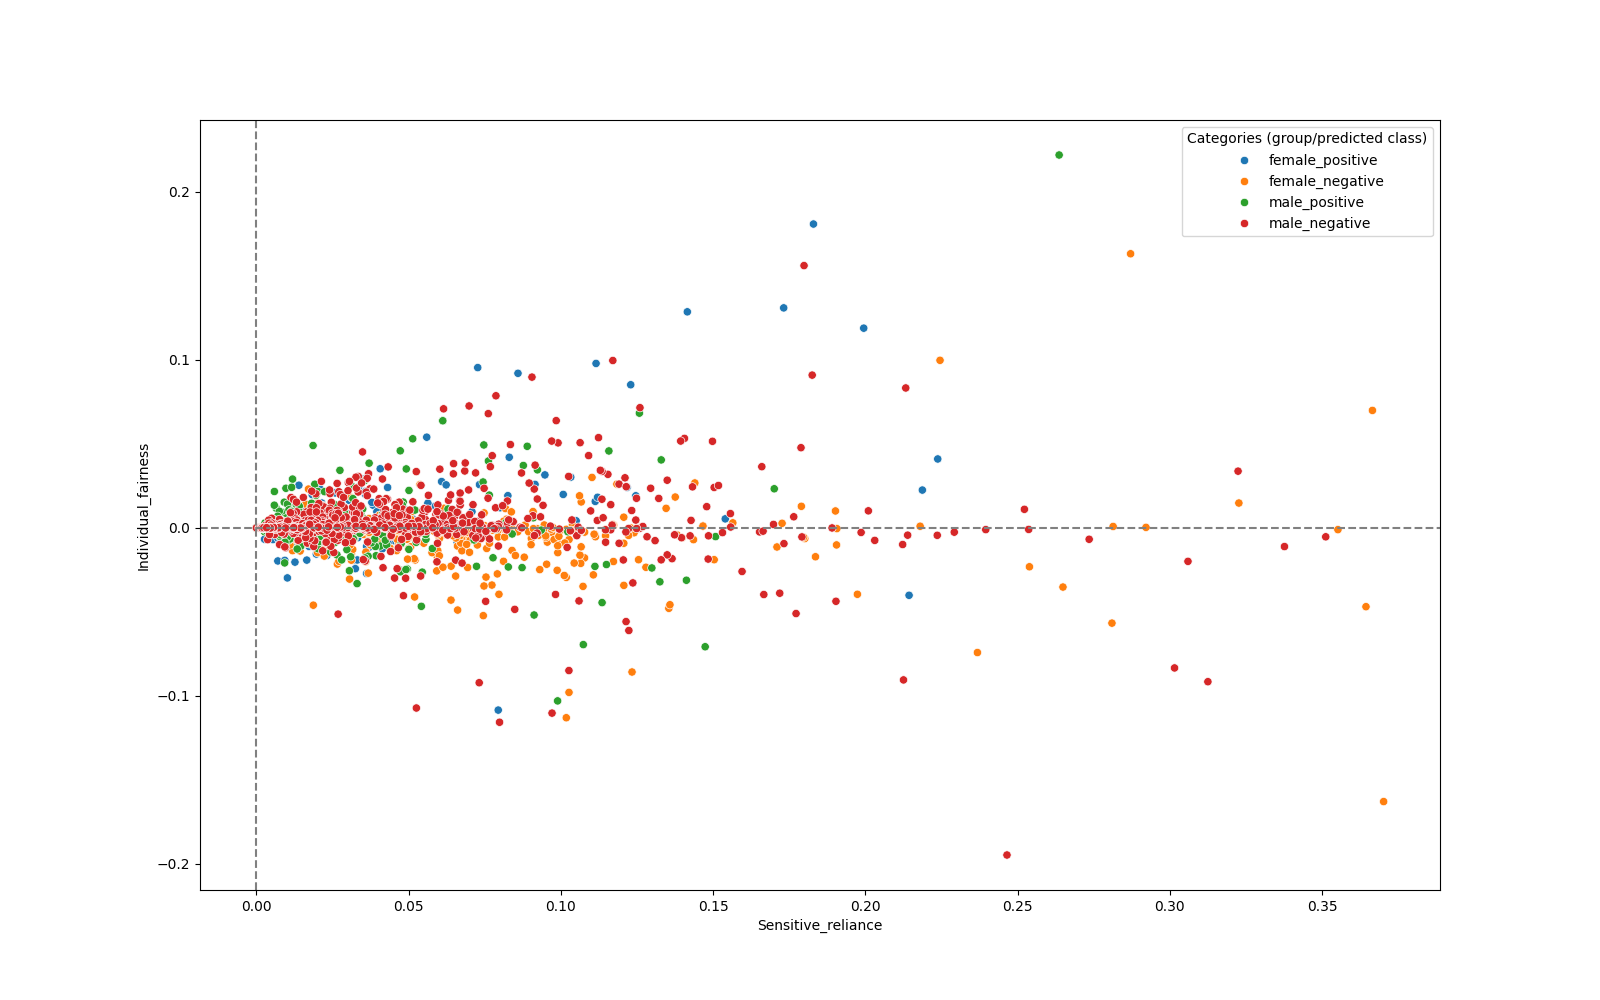 Categories (group/predicted class)
female_positive
female_negative
male_positive
male_negative
0.2
0.1
0.0
−0.1
−0.2
Individual_fairness
0.00 0.05 0.10 0.15 0.20 0.25 0.30 0.35
Sensitive_reliance